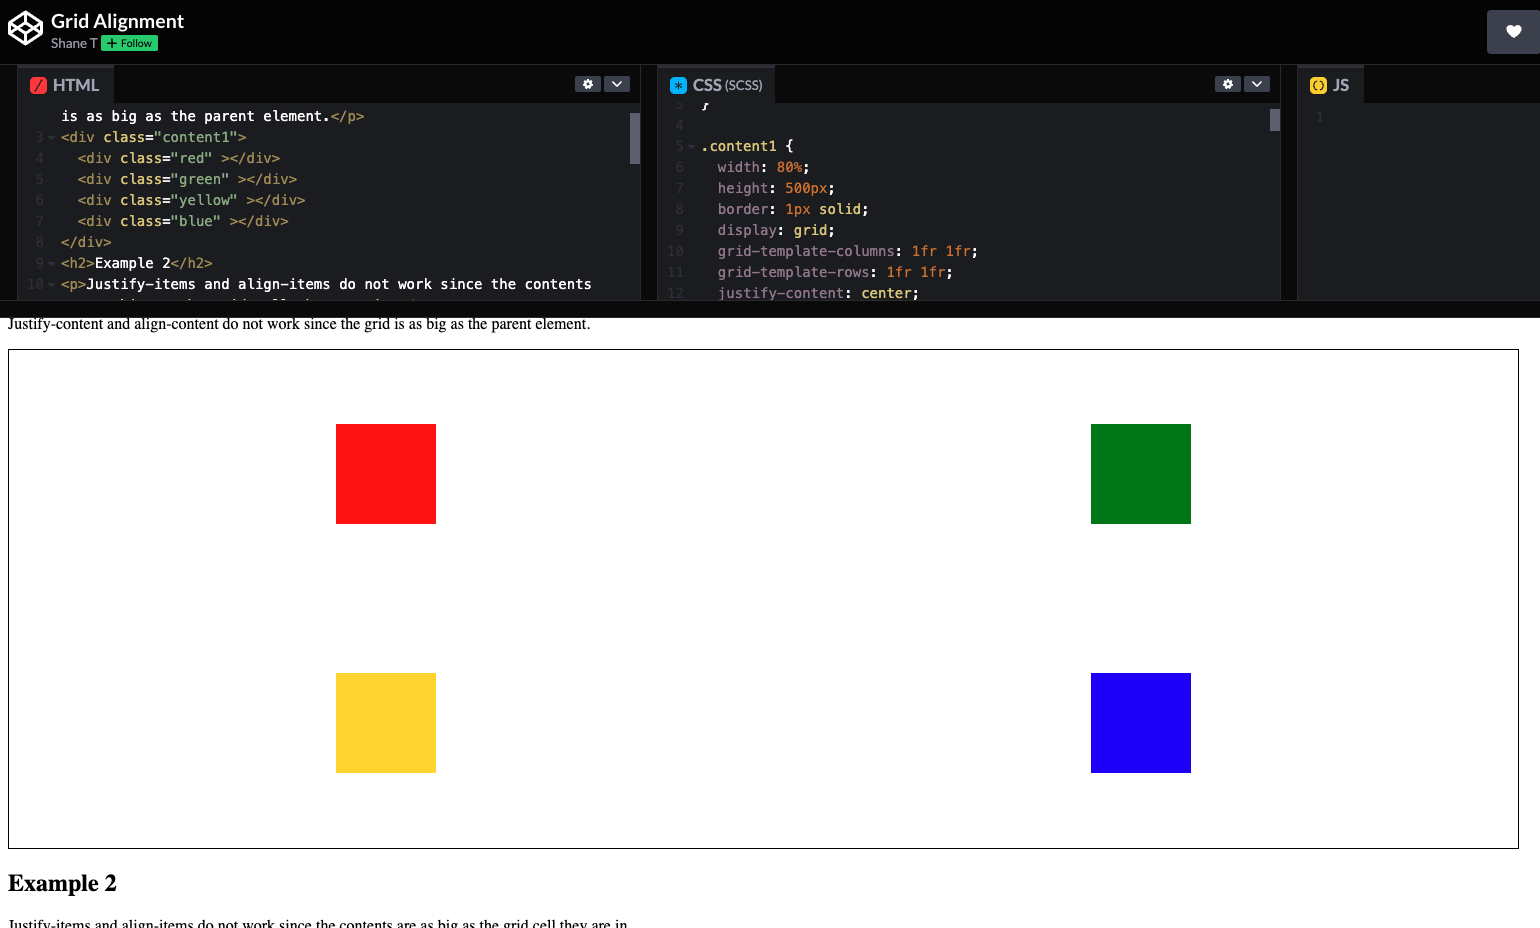 Grid Alignment
Shane T + Follow
HTML
is as big as the parent element.</p>
3 <div class="content1">
4 <div class="red" ></div>
5 <div class="green" ></div>
6 <div class="yellow" ></div>
7 <div class="blue" ></div>
8 </div>
9 <h2>Example 2</h2>
10 <p>Justify-items and align-items do not work since the contents
CSS (SCSS)
3 }
4
5 .content1 {
6 width: 80%;
7 height: 500px;
8 border: 1px solid;
9 display: grid;
10 grid-template-columns: 1fr 1fr;
11 grid-template-rows: 1fr 1fr;
12 justify-content: center;
JS
1
Justify-content and align-content do not work since the grid is as big as the parent element.
Example 2
Justify-items and align-items do not work since the contents are as big as the grid cell they are in